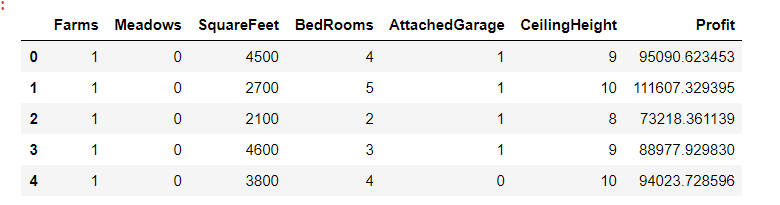 :
Farms Meadows SquareFeet BedRooms AttachedGarage CeilingHeight Profit
0 1 0 4500 4 1 9 95090.623453
1 1 0 2700 5 1 10 111607.329395
2 1 0 2100 2 1 8 73218.361139
3 1 0 4600 3 1 9 88977.929830
4 1 0 3800 4 0 10 94023.728596